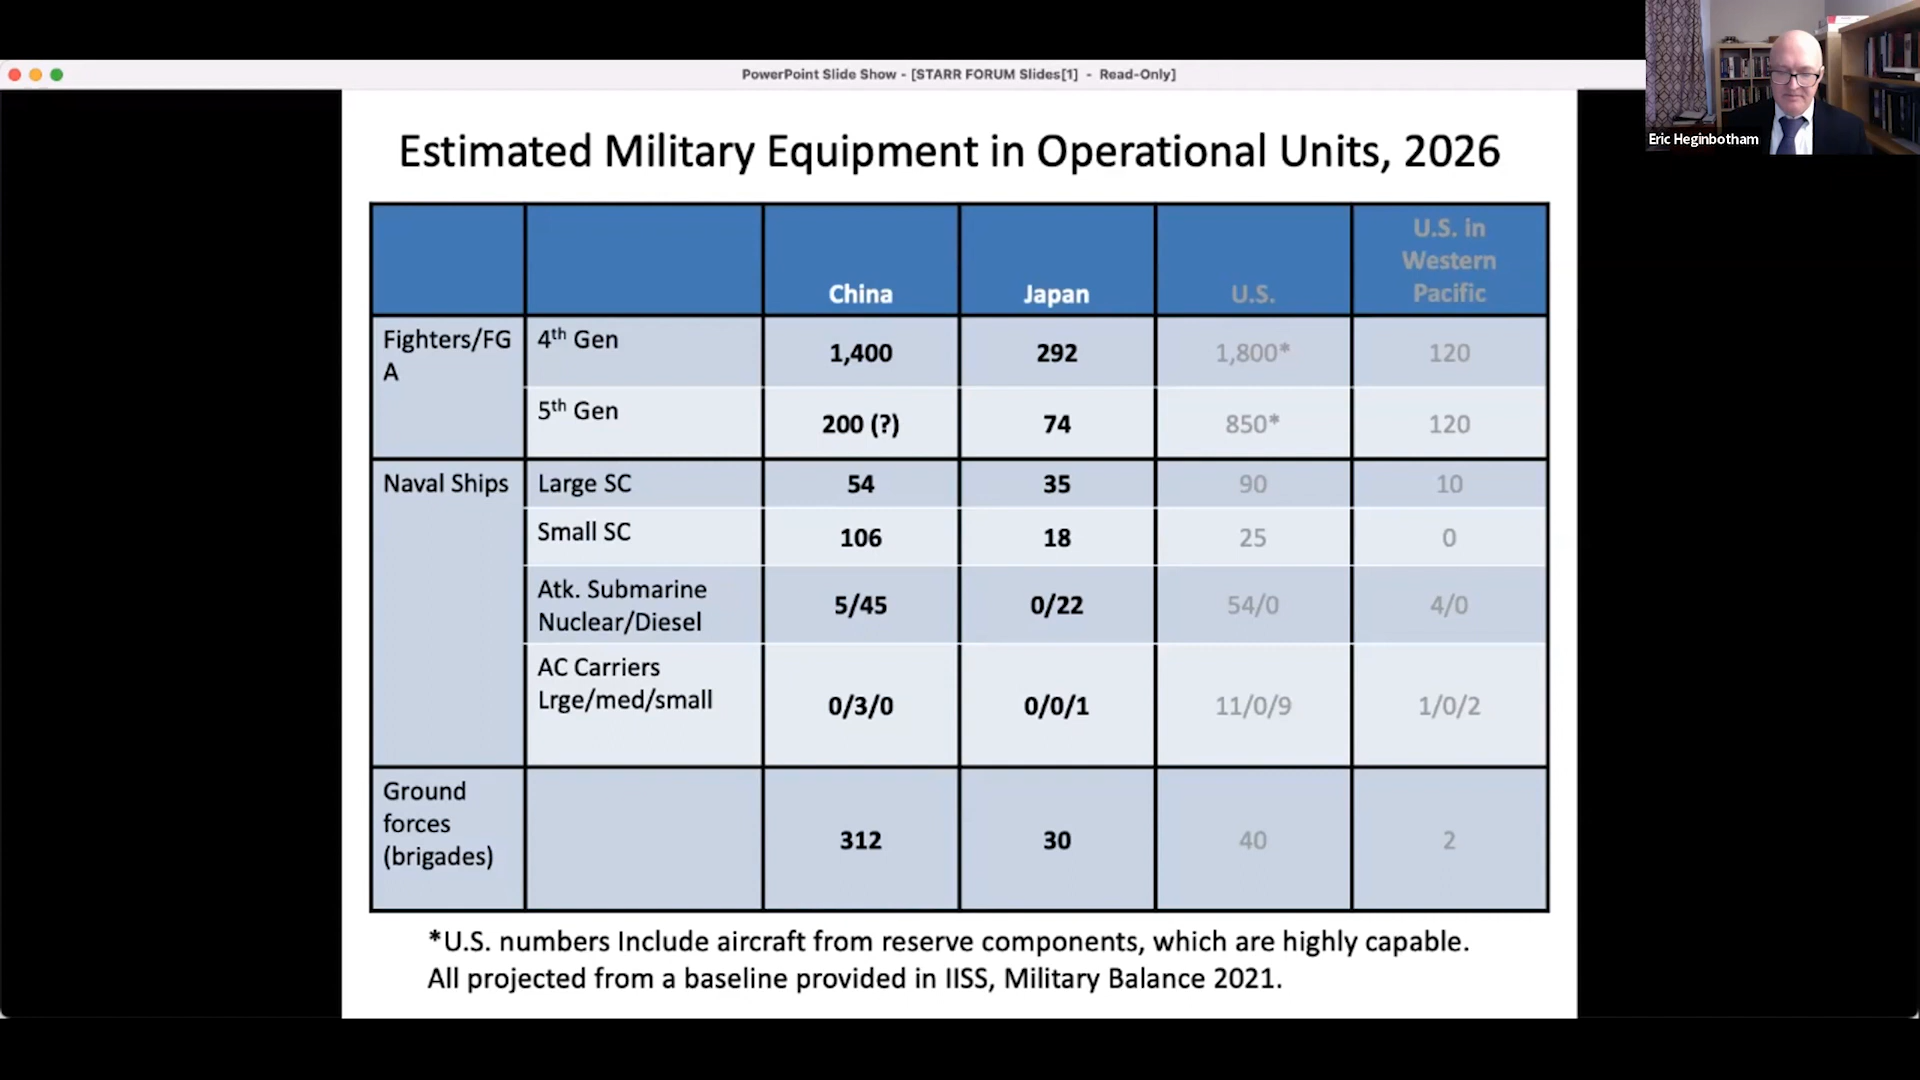 PowerPoint Slide Show - [STARR FORUM Slides[1] - Read-Only]
Eric Heginbotham
Estimated Military Equipment in Operational Units, 2026
China
Japan
U.S.
U.S. in
Western
Pacific
Fighters/FG
A
4th Gen
1,400
292
1,800*
120
5th Gen
200 (?)
74
850*
120
Naval Ships
Large SC
54
35
90
10
Small SC
106
18
25
0
Atk. Submarine
Nuclear/Diesel
5/45
0/22
54/0
4/0
AC Carriers
Lrge/med/small
0/3/0
0/0/1
11/0/9
1/0/2
Ground
forces
(brigades)
312
30
40
2
*U.S. numbers Include aircraft from reserve components, which are highly capable.
All projected from a baseline provided in IISS, Military Balance 2021.